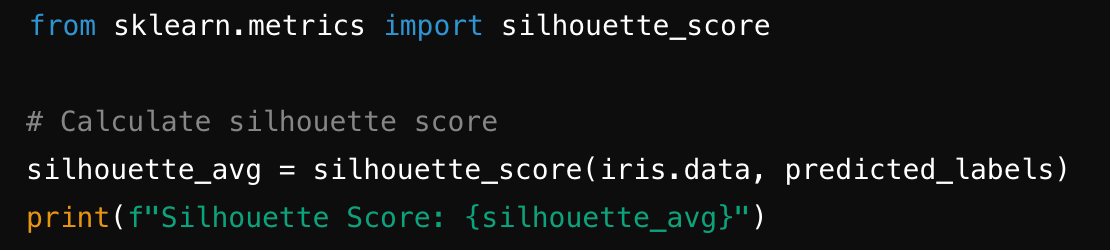 from sklearn.metrics import silhouette_score
# Calculate silhouette score
silhouette_avg = silhouette_score(iris.data, predicted_labels)
print(f"Silhouette Score: {silhouette_avg}")